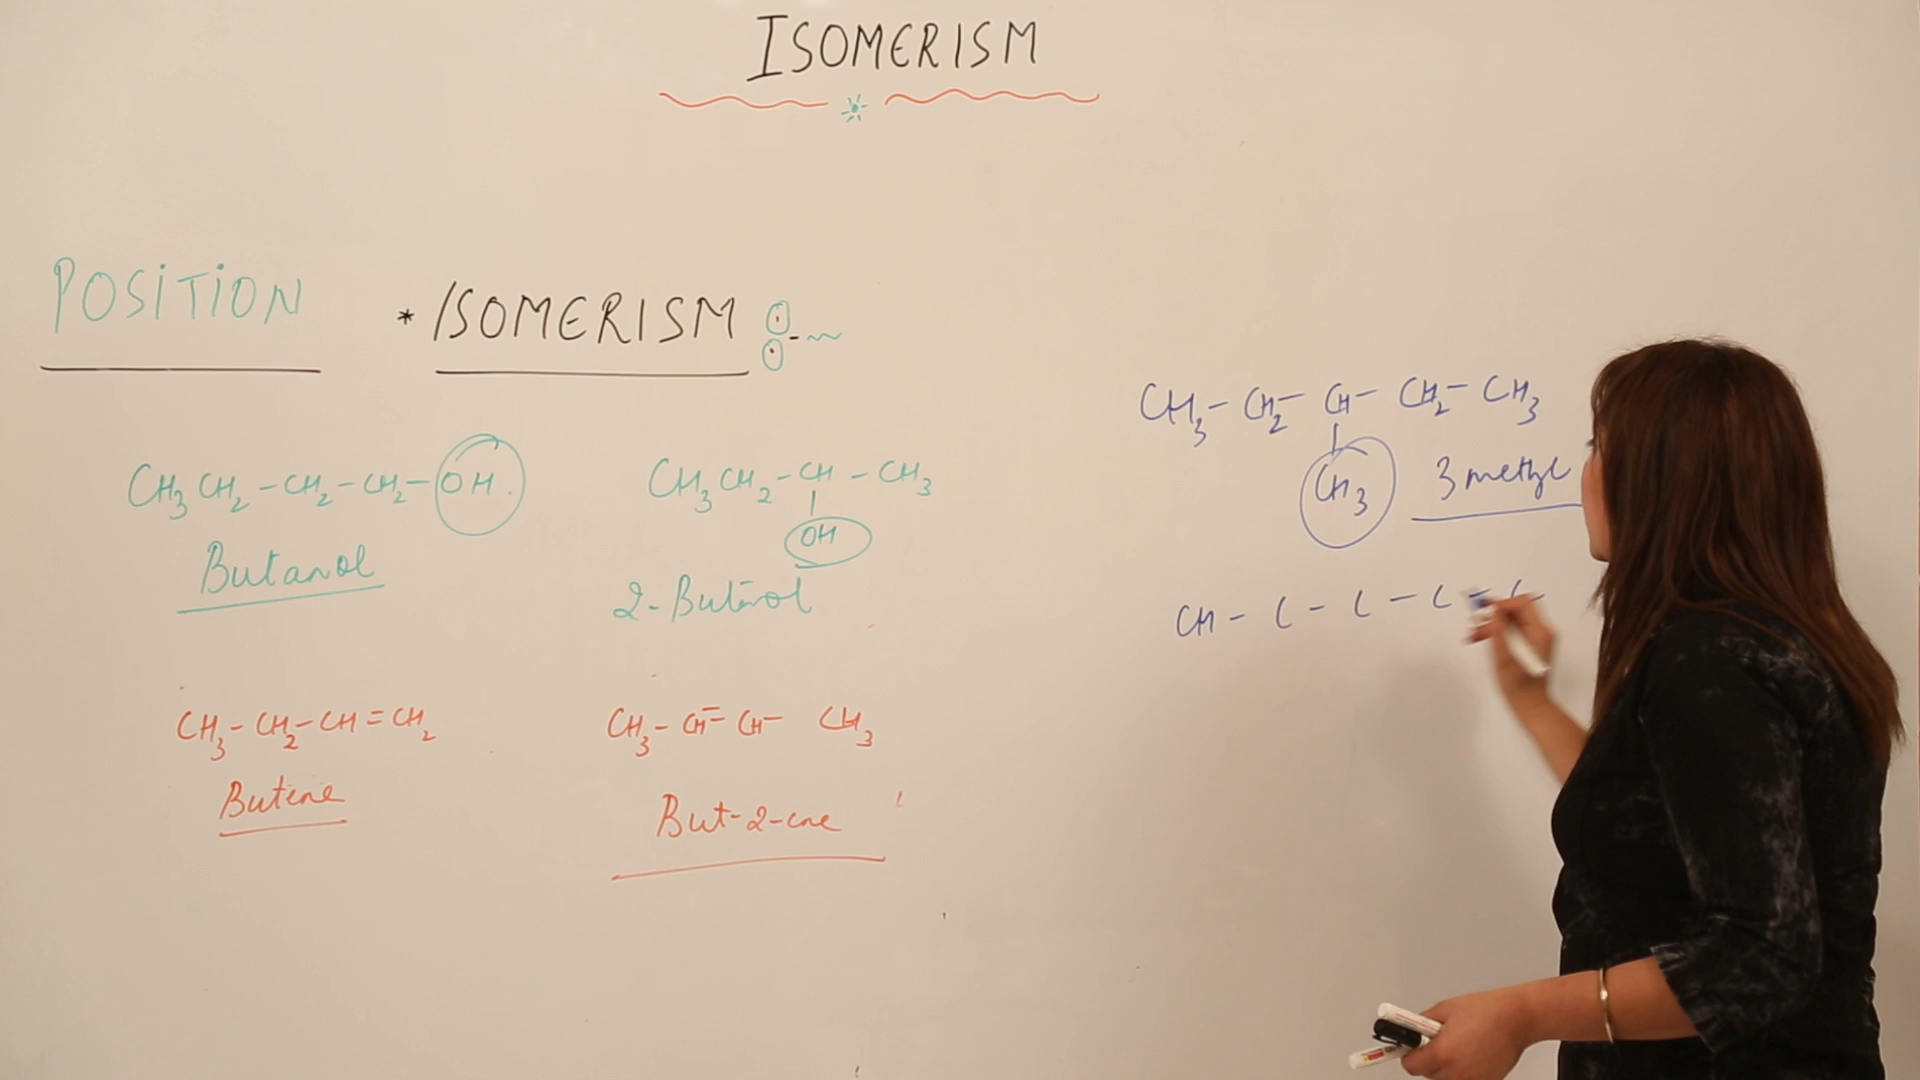 ISOMERISM
POSITION * ISOMERISM
CH3 CH2 - CH2 - CH2 - OH
Butanol
CH3 CH2 - CH - CH3
OH
2-Butanol
CH3 - CH2 - CH = CH2
Butene
CH3 - CH = CH - CH3
But-2-ene
CH3 - CH2 - CH - CH2 - CH3
CH3 3 methyl
CH - C - C - C - C